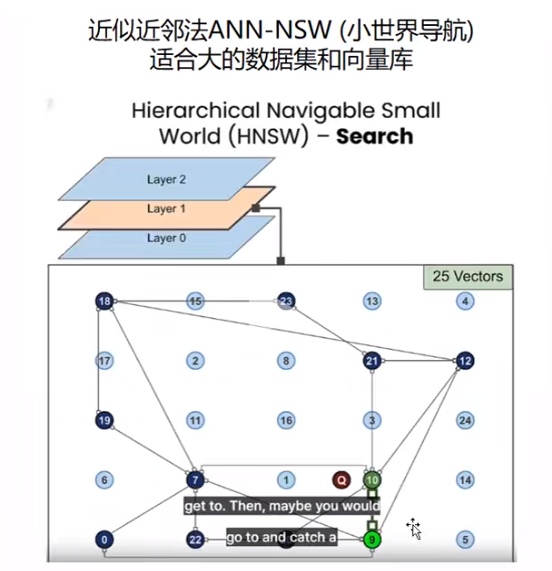 近似近邻法ANN-NSW (小世界导航)
适合大的数据集和向量库
Hierarchical Navigable Small
World (HNSW) – Search
Layer 2
Layer 1
Layer 0
25 Vectors
18 15 23 13 4
17 2 8 21 12
19 11 16 3 24
6 7 1 Q 10 14
get to. Then, maybe you would
go to and catch a
0 22 9 5